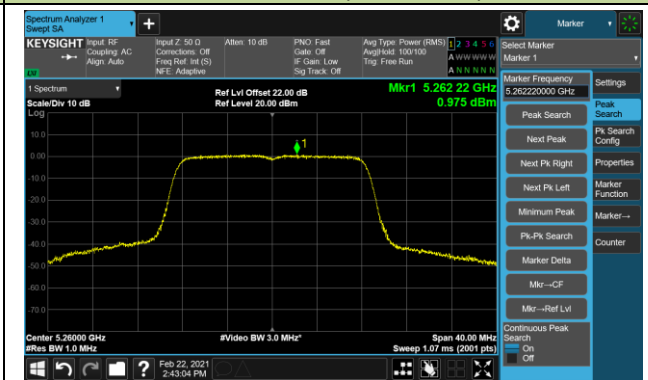 Spectrum Analyzer 1
Swept SA
+
Marker
KEYSIGHT
Input: RF
Coupling: AC
Align: Auto
Input Z: 50 Ω
Corrections: Off
Freq Ref: Int (S)
NFE: Adaptive
Atten: 10 dB
PNO: Fast
Gate: Off
IF Gain: Low
Sig Track: Off
Avg Type: Power (RMS)
Avg|Hold: 100/100
Trig: Free Run
1 2 3 4 5 6
A W W W W W
A N N N N N
LV
Select Marker
Marker 1
1 Spectrum
Scale/Div 10 dB
Ref Lvl Offset 22.00 dB
Ref Level 20.00 dBm
Mkr1 5.262 22 GHz
0.975 dBm
Log
10.0
0.00
-10.0
-20.0
-30.0
-40.0
-50.0
-60.0
-70.0
1
Center 5.26000 GHz
#Res BW 1.0 MHz
#Video BW 3.0 MHz*
Span 40.00 MHz
Sweep 1.07 ms (2001 pts)
Marker Frequency
5.262220000 GHz
Peak Search
Next Peak
Next Pk Right
Next Pk Left
Minimum Peak
Pk-Pk Search
Marker Delta
Mkr→CF
Mkr→Ref Lvl
Continuous Peak
Search
On
Off
Settings
Peak
Search
Pk Search
Config
Properties
Marker
Function
Marker→
Counter
?
Feb 22, 2021
2:43:04 PM